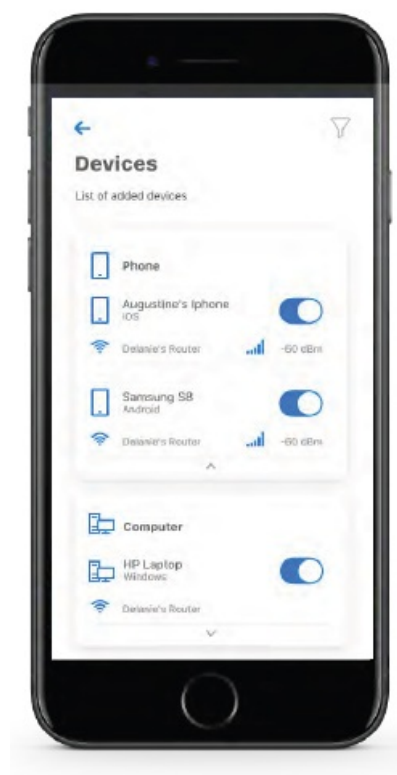 Devices
List of added devices
Phone
Augustine's Iphone
iOS
Delanie's Router -60 dBm
Samsung S8
Android
Delanie's Router -60 dBm
Computer
HP Laptop
Windows
Delanie's Router